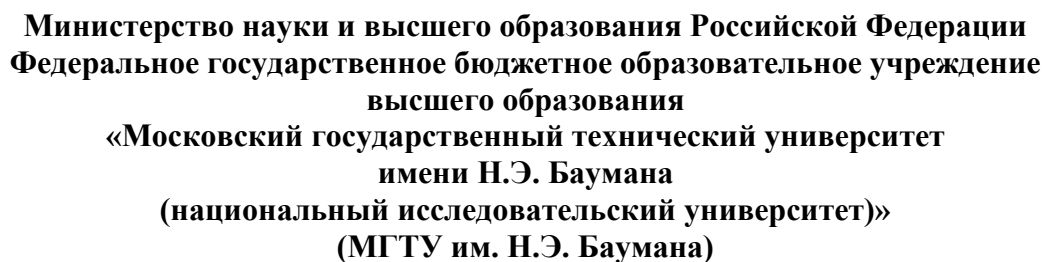 Министерство науки и высшего образования Российской Федерации
Федеральное государственное бюджетное образовательное учреждение
высшего образования
«Московский государственный технический университет
имени Н.Э. Баумана
(национальный исследовательский университет)»
(МГТУ им. Н.Э. Баумана)